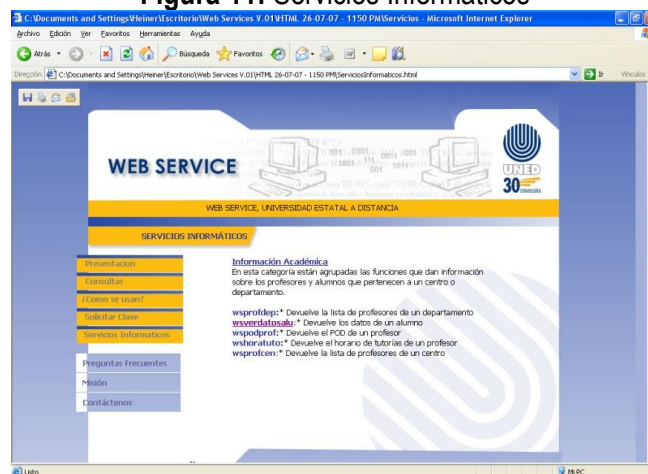 Figura 11. Servicios Informáticos
C:\Documents and Settings\Heiner\Escritorio\Web Services V.01\HTML 26-07-07 - 1150 PM\Servicios - Microsoft Internet Explorer
Archivo Edición Ver Favoritos Herramientas Ayuda
Atrás Búsqueda Favoritos
Dirección C:\Documents and Settings\Heiner\Escritorio\Web Services V.01\HTML 26-07-07 - 1150 PM\ServiciosInformaticos.html Ir Vínculos
WEB SERVICE
UNED
30
WEB SERVICE, UNIVERSIDAD ESTATAL A DISTANCIA
SERVICIOS INFORMÁTICOS
Presentacion
Consultas
¿Como se usan?
Solicitar Clave
Servicios Informaticos
Preguntas Frecuentes
Misión
Contáctenos
Información Académica
En esta categoría están agrupadas las funciones que dan información
sobre los profesores y alumnos que pertenecen a un centro o
departamento.
wsprofdep:* Devuelve la lista de profesores de un departamento
wsverdatosalu:* Devuelve los datos de un alumno
wspodprof:* Devuelve el POD de un profesor
wshoratuto:* Devuelve el horario de tutorías de un profesor
wsprofcen:* Devuelve la lista de profesores de un centro
Listo
Mi PC